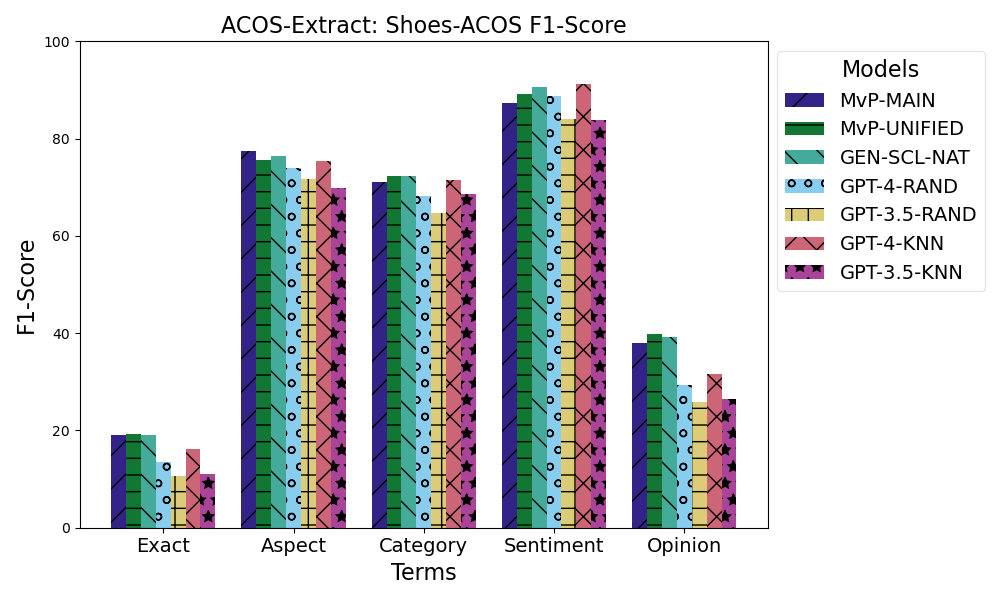 ACOS-Extract: Shoes-ACOS F1-Score
100
80
60
40
20
0
F1-Score
Exact
Aspect
Category
Sentiment
Opinion
Terms
Models
MvP-MAIN
MvP-UNIFIED
GEN-SCL-NAT
GPT-4-RAND
GPT-3.5-RAND
GPT-4-KNN
GPT-3.5-KNN